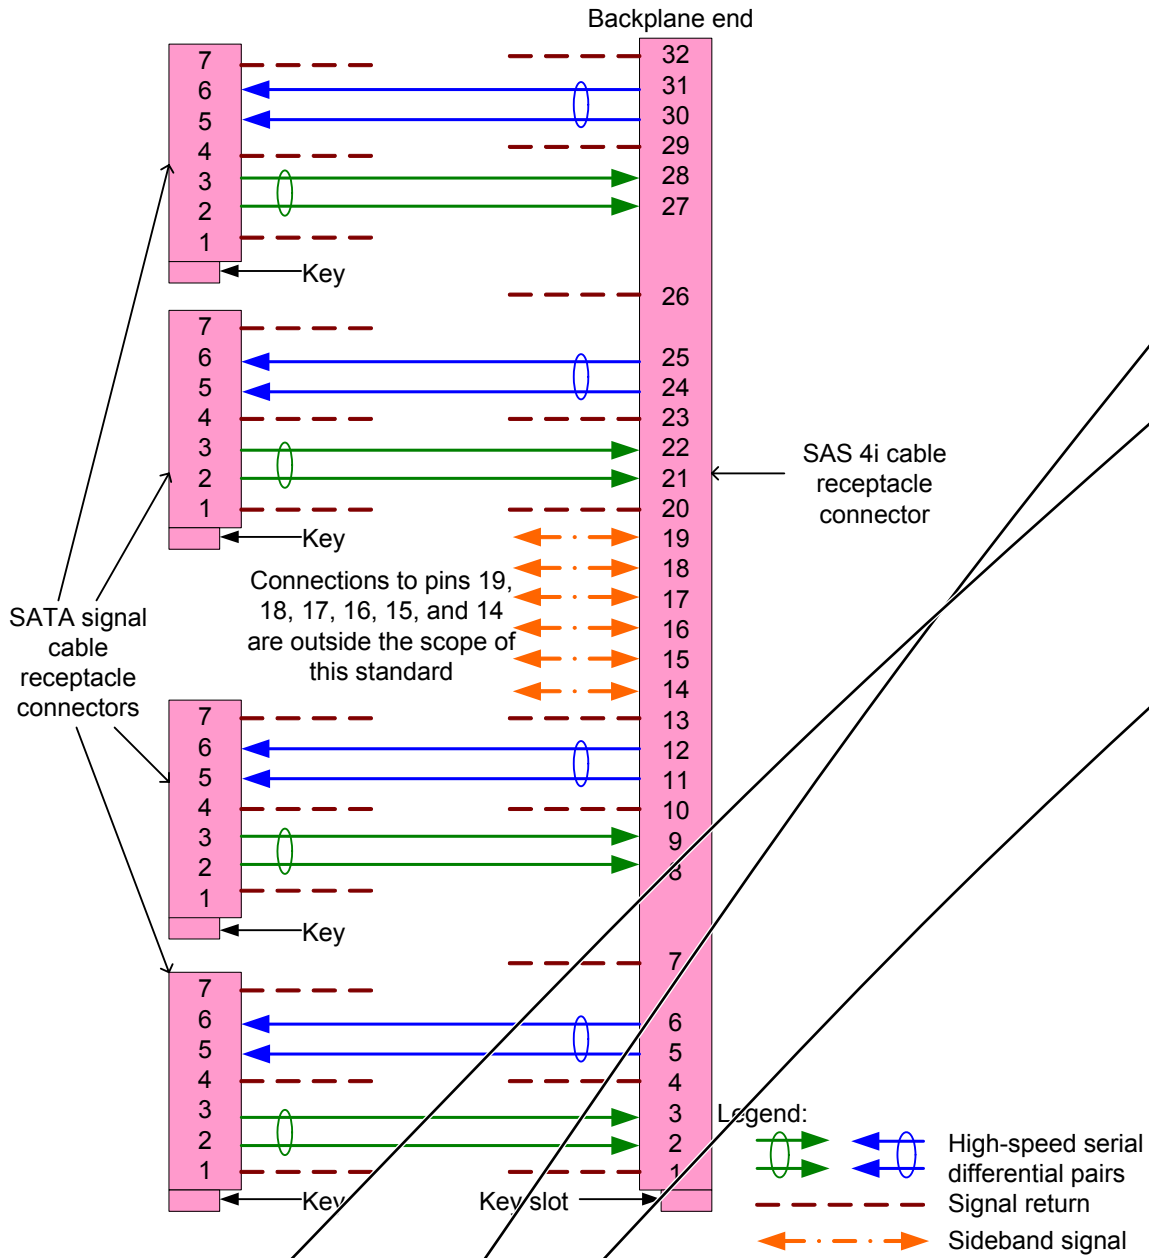 Backplane end
7
6
5
4
3
2
1
Key
7
6
5
4
3
2
1
Key
7
6
5
4
3
2
1
Key
7
6
5
4
3
2
1
Key
SATA signal
cable
receptacle
connectors
Connections to pins 19,
18, 17, 16, 15, and 14
are outside the scope of
this standard
32
31
30
29
28
27
26
25
24
23
22
21
20
19
18
17
16
15
14
13
12
11
10
9
8
7
6
5
4
3
2
1
Key slot
SAS 4i cable
receptacle
connector
Legend:
High-speed serial
differential pairs
Signal return
Sideband signal